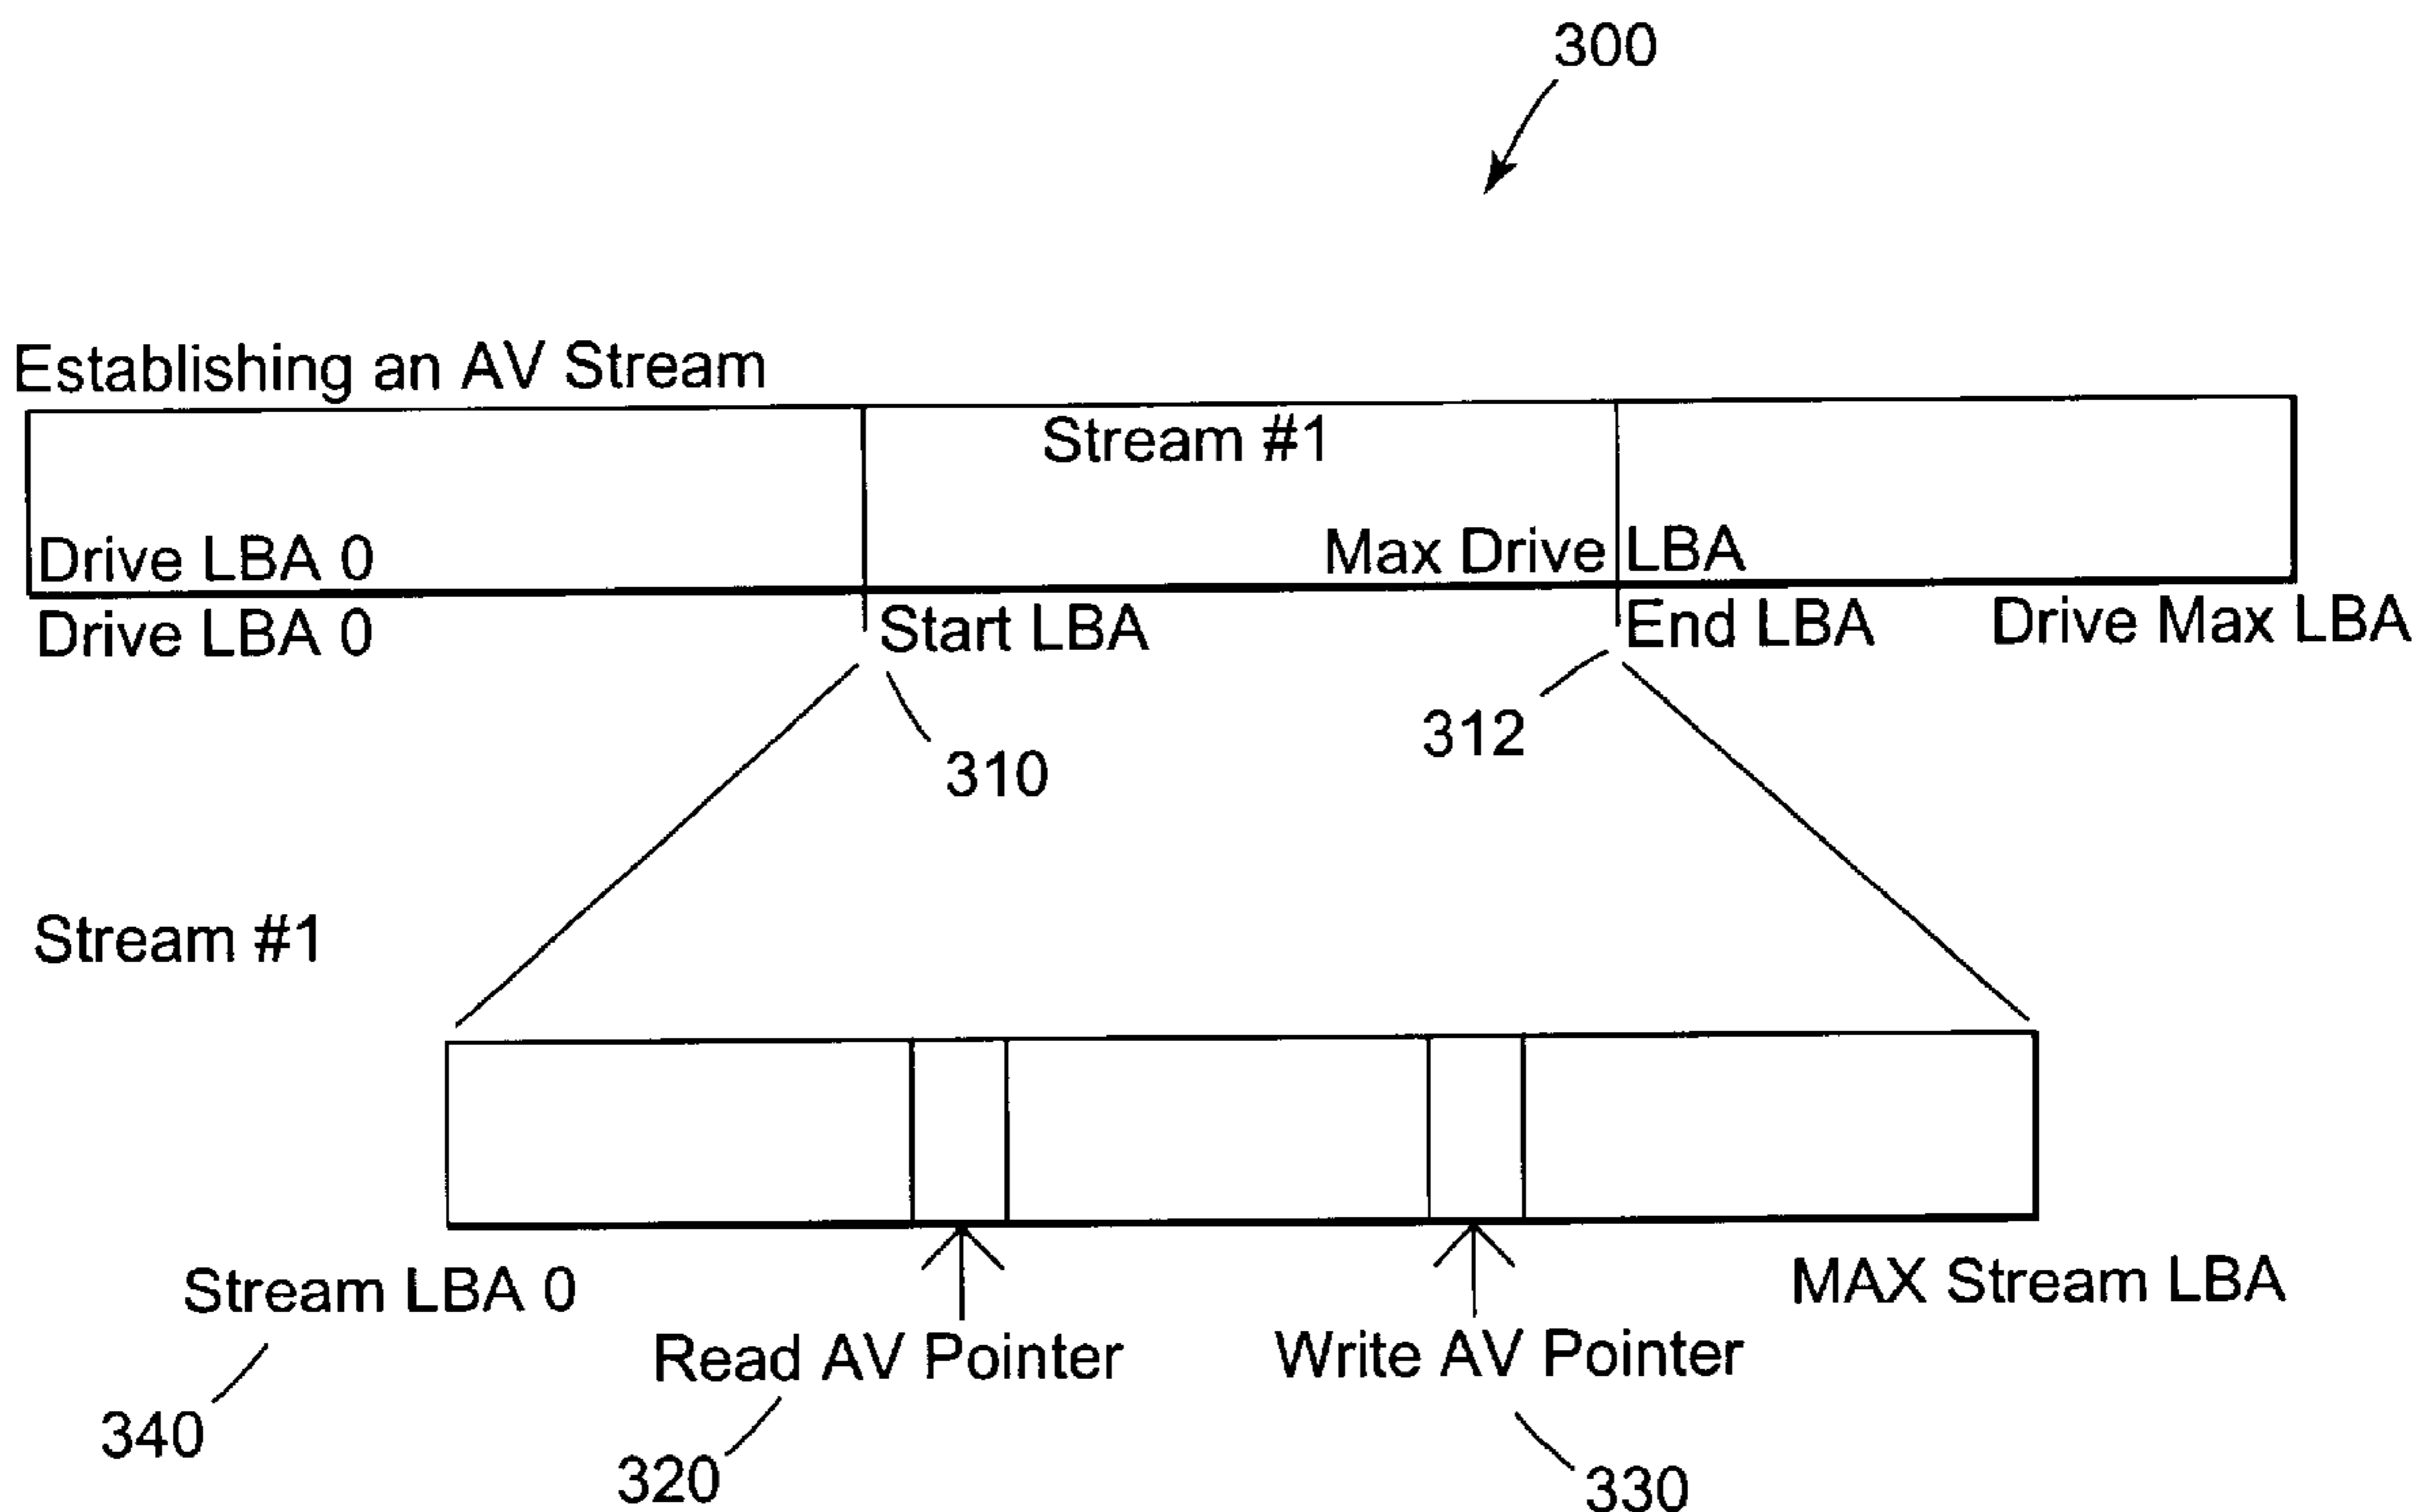 300
Establishing an AV Stream
Stream #1
Drive LBA 0
Max Drive LBA
Drive LBA 0
Start LBA
End LBA
Drive Max LBA
310
312
Stream #1
Stream LBA 0
MAX Stream LBA
Read AV Pointer
Write AV Pointer
340
320
330